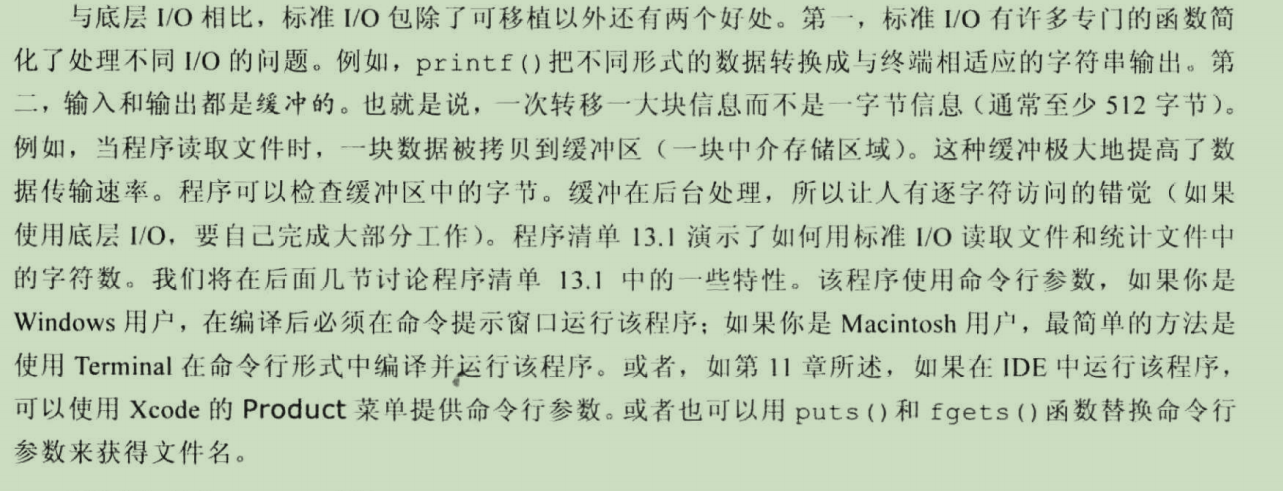 与底层 I/O 相比，标准 I/O 包除了可移植以外还有两个好处。第一，标准 I/O 有许多专门的函数简
化了处理不同 I/O 的问题。例如，printf()把不同形式的数据转换成与终端相适应的字符串输出。第
二，输入和输出都是缓冲的。也就是说，一次转移一大块信息而不是一字节信息（通常至少 512 字节）。
例如，当程序读取文件时，一块数据被拷贝到缓冲区（一块中介存储区域）。这种缓冲极大地提高了数
据传输速率。程序可以检查缓冲区中的字节。缓冲在后台处理，所以让人有逐字符访问的错觉（如果
使用底层 I/O，要自己完成大部分工作）。程序清单 13.1 演示了如何用标准 I/O 读取文件和统计文件中
的字符数。我们将在后面几节讨论程序清单 13.1 中的一些特性。该程序使用命令行参数，如果你是
Windows 用户，在编译后必须在命令提示窗口运行该程序；如果你是 Macintosh 用户，最简单的方法是
使用 Terminal 在命令行形式中编译并运行该程序。或者，如第 11 章所述，如果在 IDE 中运行该程序，
可以使用 Xcode 的 Product 菜单提供命令行参数。或者也可以用 puts()和 fgets()函数替换命令行
参数来获得文件名。